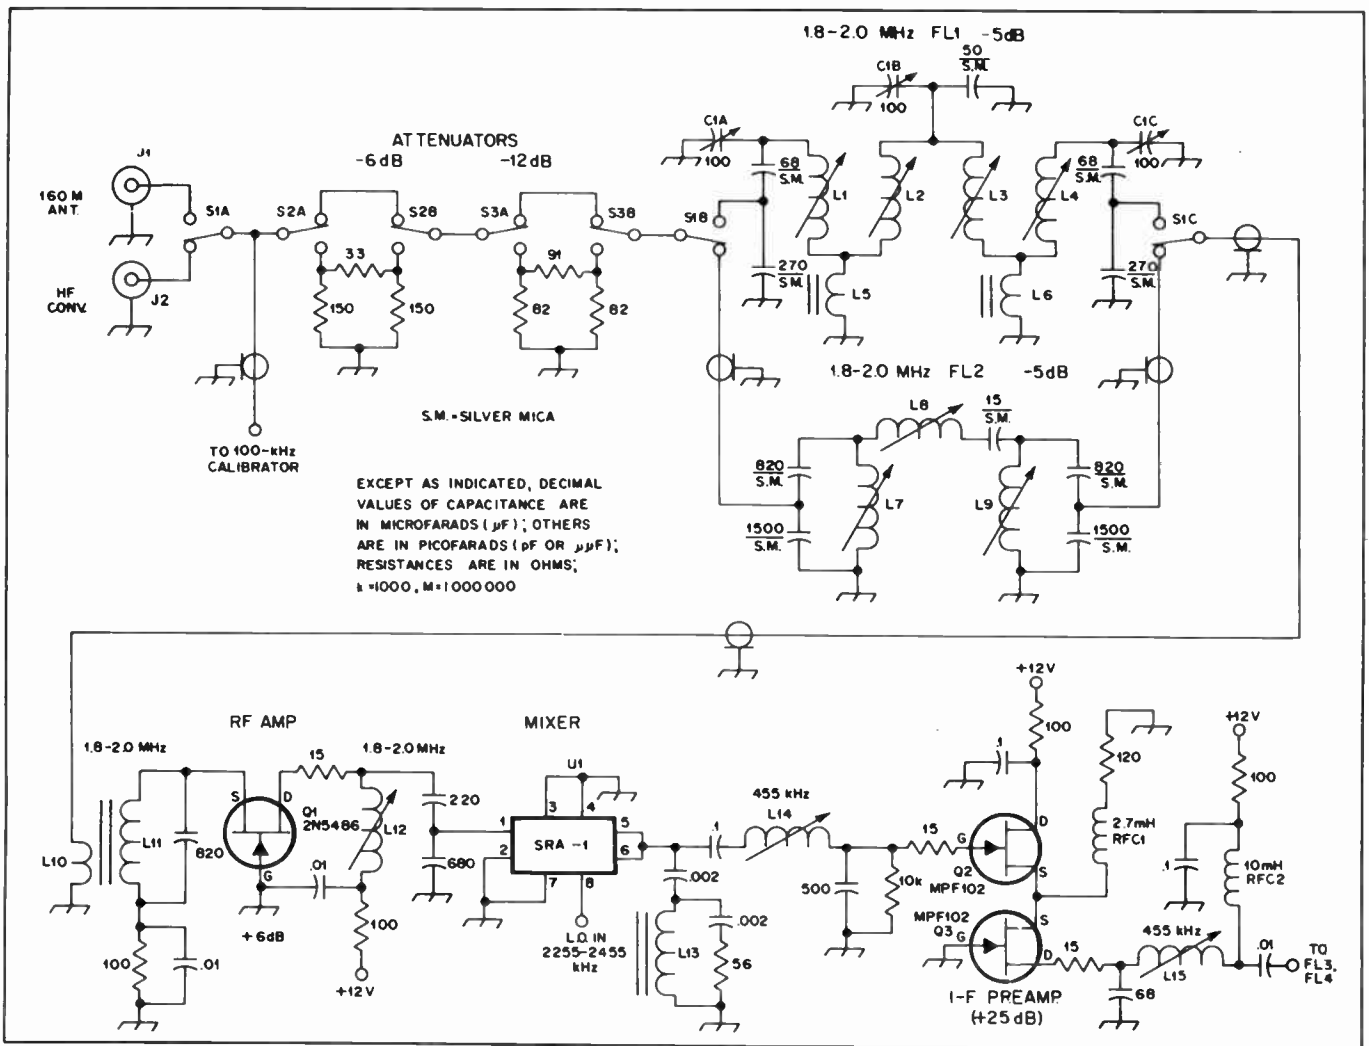 1.8-2.0 MHz FL1 -5dB
50
S.M.
C1B
100
ATTENUATORS
-6dB
-12dB
C1A
100
C1C
100
J1
160 M
ANT.
S1A
S2A
S2B
S3A
S3B
S1B
68
S.M.
L1
L2
L3
L4
68
S.M.
S1C
HF
CONV.
J2
33
91
150
150
82
82
270
S.M.
L5
L6
270
S.M.
1.8-2.0 MHz FL2 -5dB
S.M.=SILVER MICA
L8
15
S.M.
TO 100-kHz
CALIBRATOR
820
S.M.
L7
L9
820
S.M.
1500
S.M.
1500
S.M.
EXCEPT AS INDICATED, DECIMAL
VALUES OF CAPACITANCE ARE
IN MICROFARADS (µF); OTHERS
ARE IN PICOFARADS (pF OR µµF);
RESISTANCES ARE IN OHMS;
k=1000, M=1000000
RF AMP
MIXER
+12V
100
+12V
1.8-2.0 MHz
15
1.8-2.0 MHz
U1
.1
120
100
S
D
Q1
2N5486
G
L10
L11
820
L12
220
680
1
2
3
4
5
6
7
8
SRA-1
455 kHz
L14
.1
15
G
D
S
Q2
MPF102
2.7mH
RFC1
.1
10mH
RFC2
.01
+6dB
100
.01
100
+12V
.002
.002
L13
56
500
10k
L.O. IN
2255-2455
kHz
MPF102
Q3
G
S
D
15
455 kHz
L15
68
.01
TO
FL3,
FL4
I-F PREAMP
(+25dB)